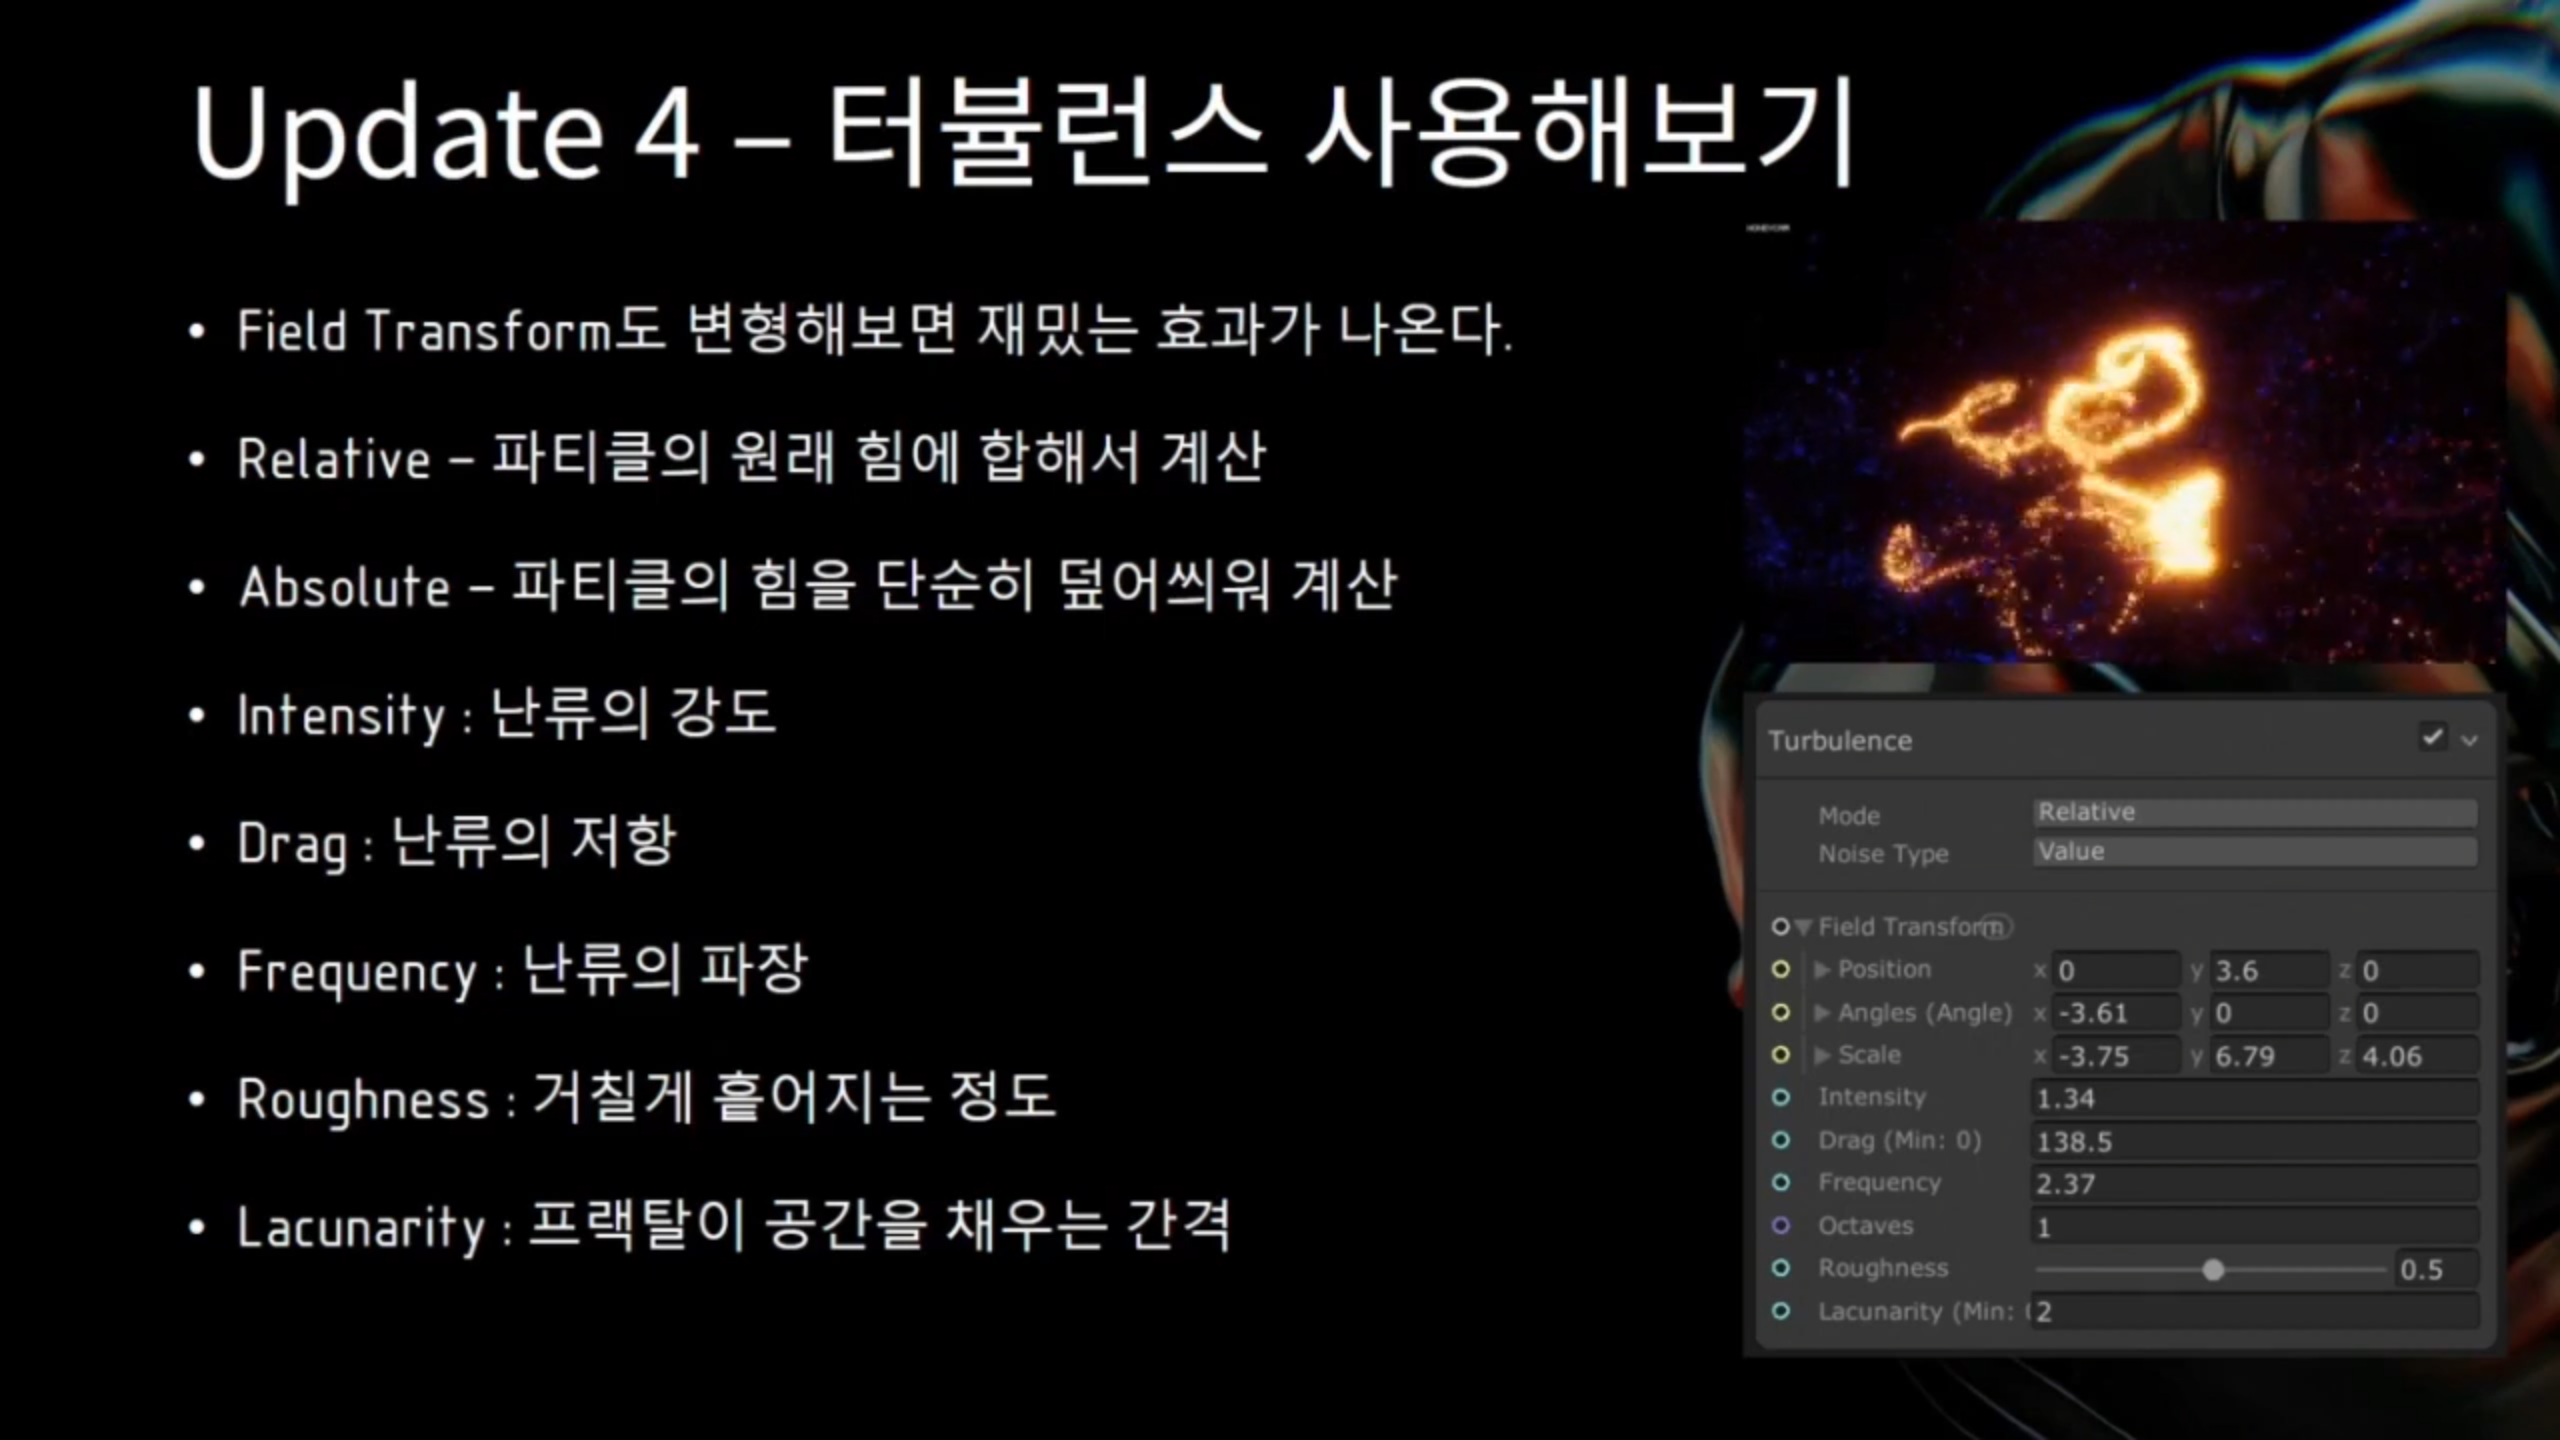 Update 4 – 터뷸런스 사용해보기
• Field Transform도 변형해보면 재밌는 효과가 나온다.
• Relative – 파티클의 원래 힘에 합해서 계산
• Absolute – 파티클의 힘을 단순히 덮어씌워 계산
• Intensity : 난류의 강도
• Drag : 난류의 저항
• Frequency : 난류의 파장
• Roughness : 거칠게 흩어지는 정도
• Lacunarity : 프랙탈이 공간을 채우는 간격
Turbulence
Mode Relative
Noise Type Value
Field Transform
Position x 0 y 3.6 z 0
Angles (Angle) x -3.61 y 0 z 0
Scale x -3.75 y 6.79 z 4.06
Intensity 1.34
Drag (Min: 0) 138.5
Frequency 2.37
Octaves 1
Roughness 0.5
Lacunarity (Min: 2